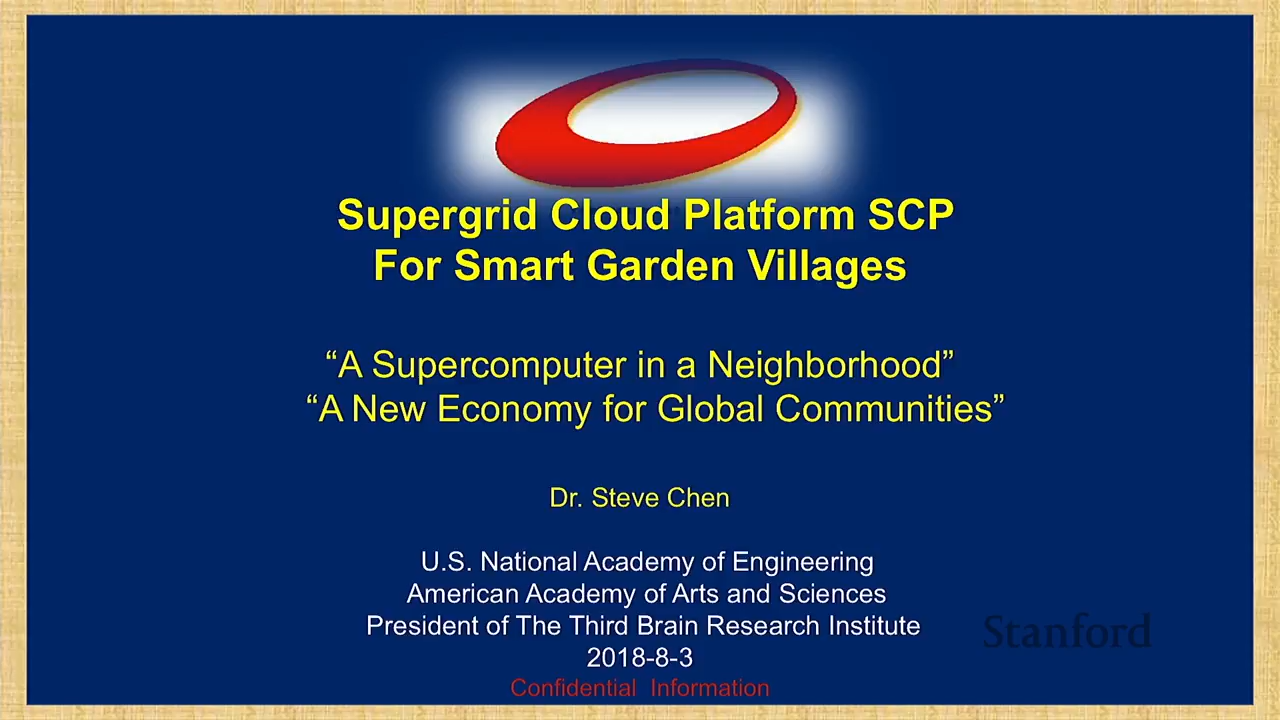 Supergrid Cloud Platform SCP
For Smart Garden Villages
“A Supercomputer in a Neighborhood”
“A New Economy for Global Communities”
Dr. Steve Chen
U.S. National Academy of Engineering
American Academy of Arts and Sciences
President of The Third Brain Research Institute
Stanford
2018-8-3
Confidential Information